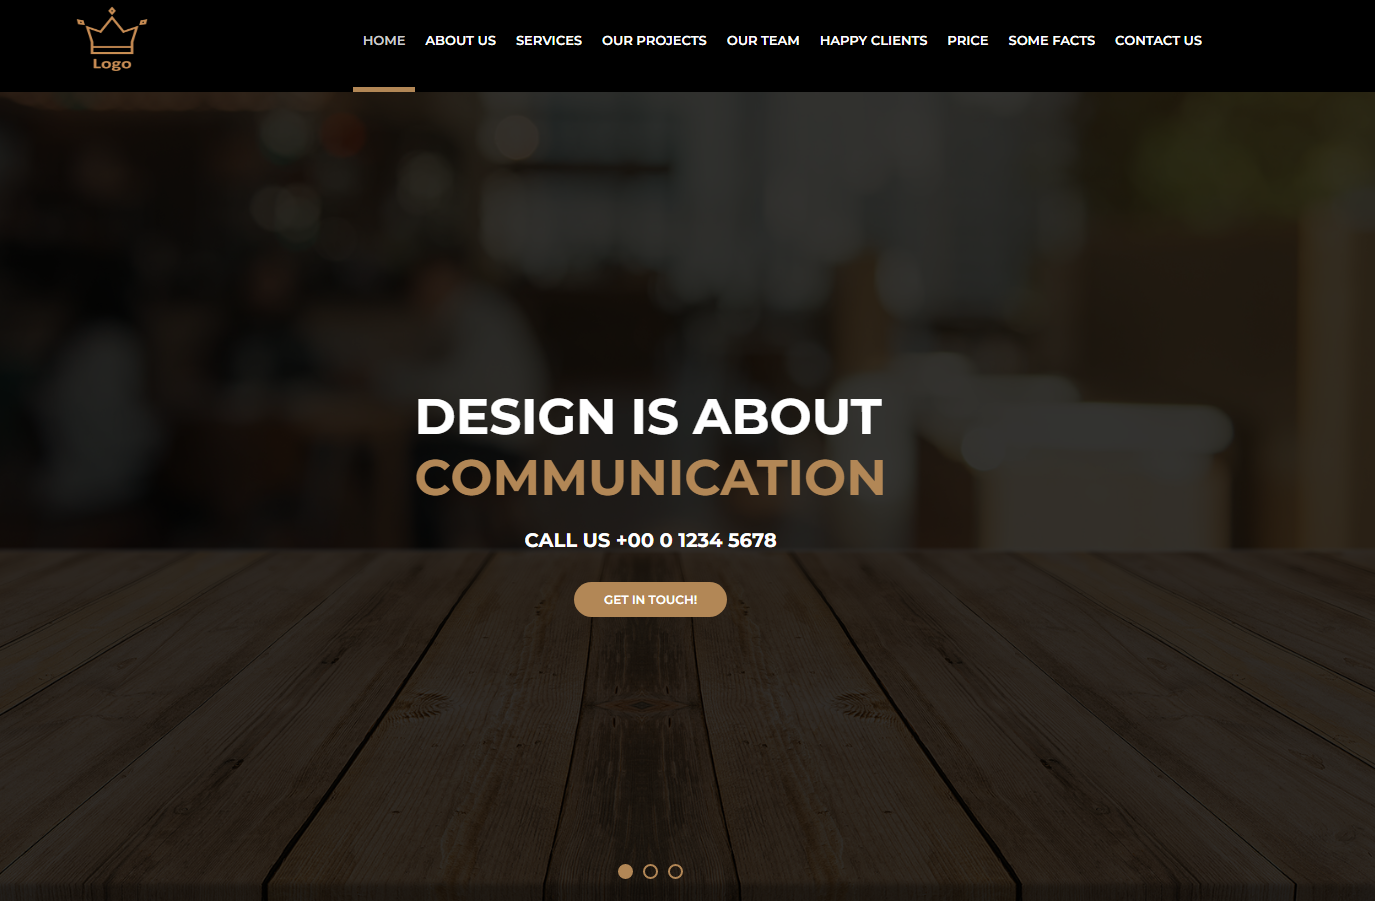 Logo
HOME ABOUT US SERVICES OUR PROJECTS OUR TEAM HAPPY CLIENTS PRICE SOME FACTS CONTACT US
DESIGN IS ABOUT
COMMUNICATION
CALL US +00 0 1234 5678
GET IN TOUCH!